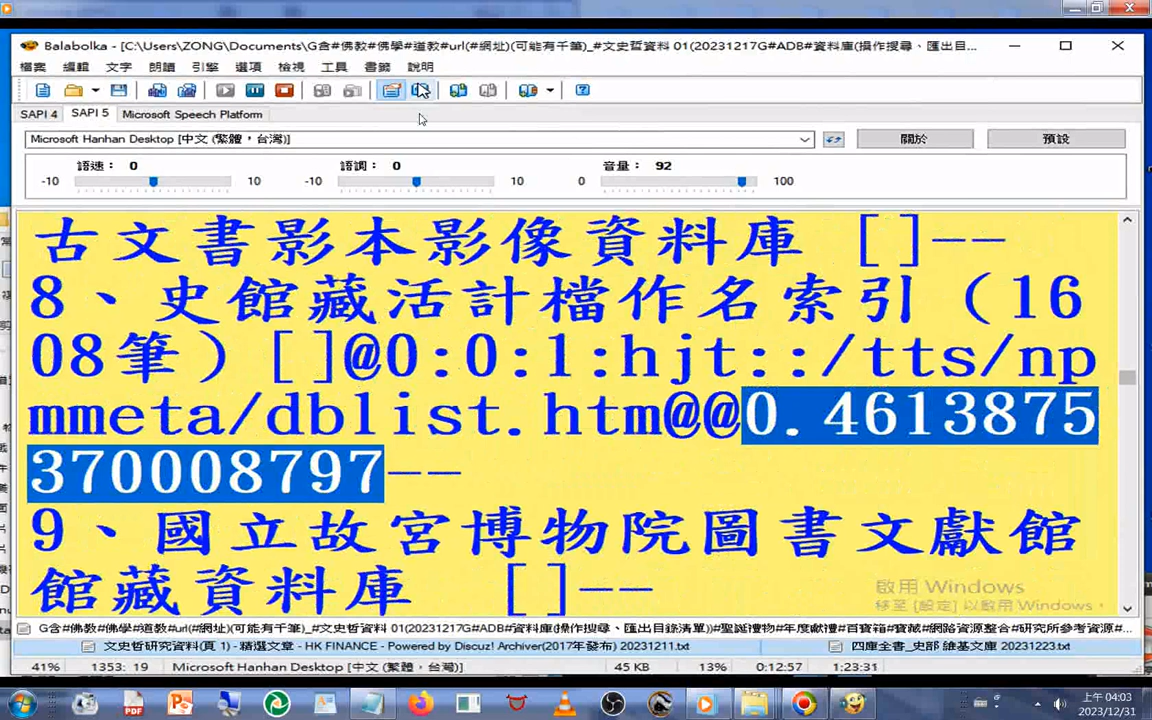 Balabolka - [C:\Users\ZONG\Documents\G含#佛教#佛學#道教#url(#網址)(可能有千筆)_#文史哲資料 01(20231217G#ADB#資料庫(操作搜尋、匯出目...
檔案 編輯 文字 朗讀 引擎 選項 檢視 工具 書籤 說明
SAPI 4 SAPI 5 Microsoft Speech Platform
Microsoft Hanhan Desktop [中文 (繁體，台灣)] 關於 預設
語速： 0 語調： 0 音量： 92
-10 10 -10 10 0 100
古文書影本影像資料庫 []--
8、史館藏活計檔作名索引（16
08筆）[]@0:0:1:hjt::/tts/np
mmeta/dblist.htm@@0.4613875
370008797--
9、國立故宮博物院圖書文獻館
館藏資料庫 []--
啟用 Windows
移至 [設定] 以啟用 Windows。
G含#佛教#佛學#道教#url(#網址)(可能有千筆)_#文史哲資料 01(20231217G#ADB#資料庫(操作搜尋、匯出目錄清單))#聖誕禮物#年度獻禮#百寶箱#寶藏#網路資源整合#研究所參考資源#...
文史哲研究資料(頁 1) - 精選文章 - HK FINANCE - Powered by Discuz! Archiver(2017年發布) 20231211.txt 四庫全書_史部 維基文庫 20231223.txt
41% 1353: 19 Microsoft Hanhan Desktop [中文 (繁體，台灣)] 45 KB 13% 0:12:57 1:23:31
上午 04:03
2023/12/31